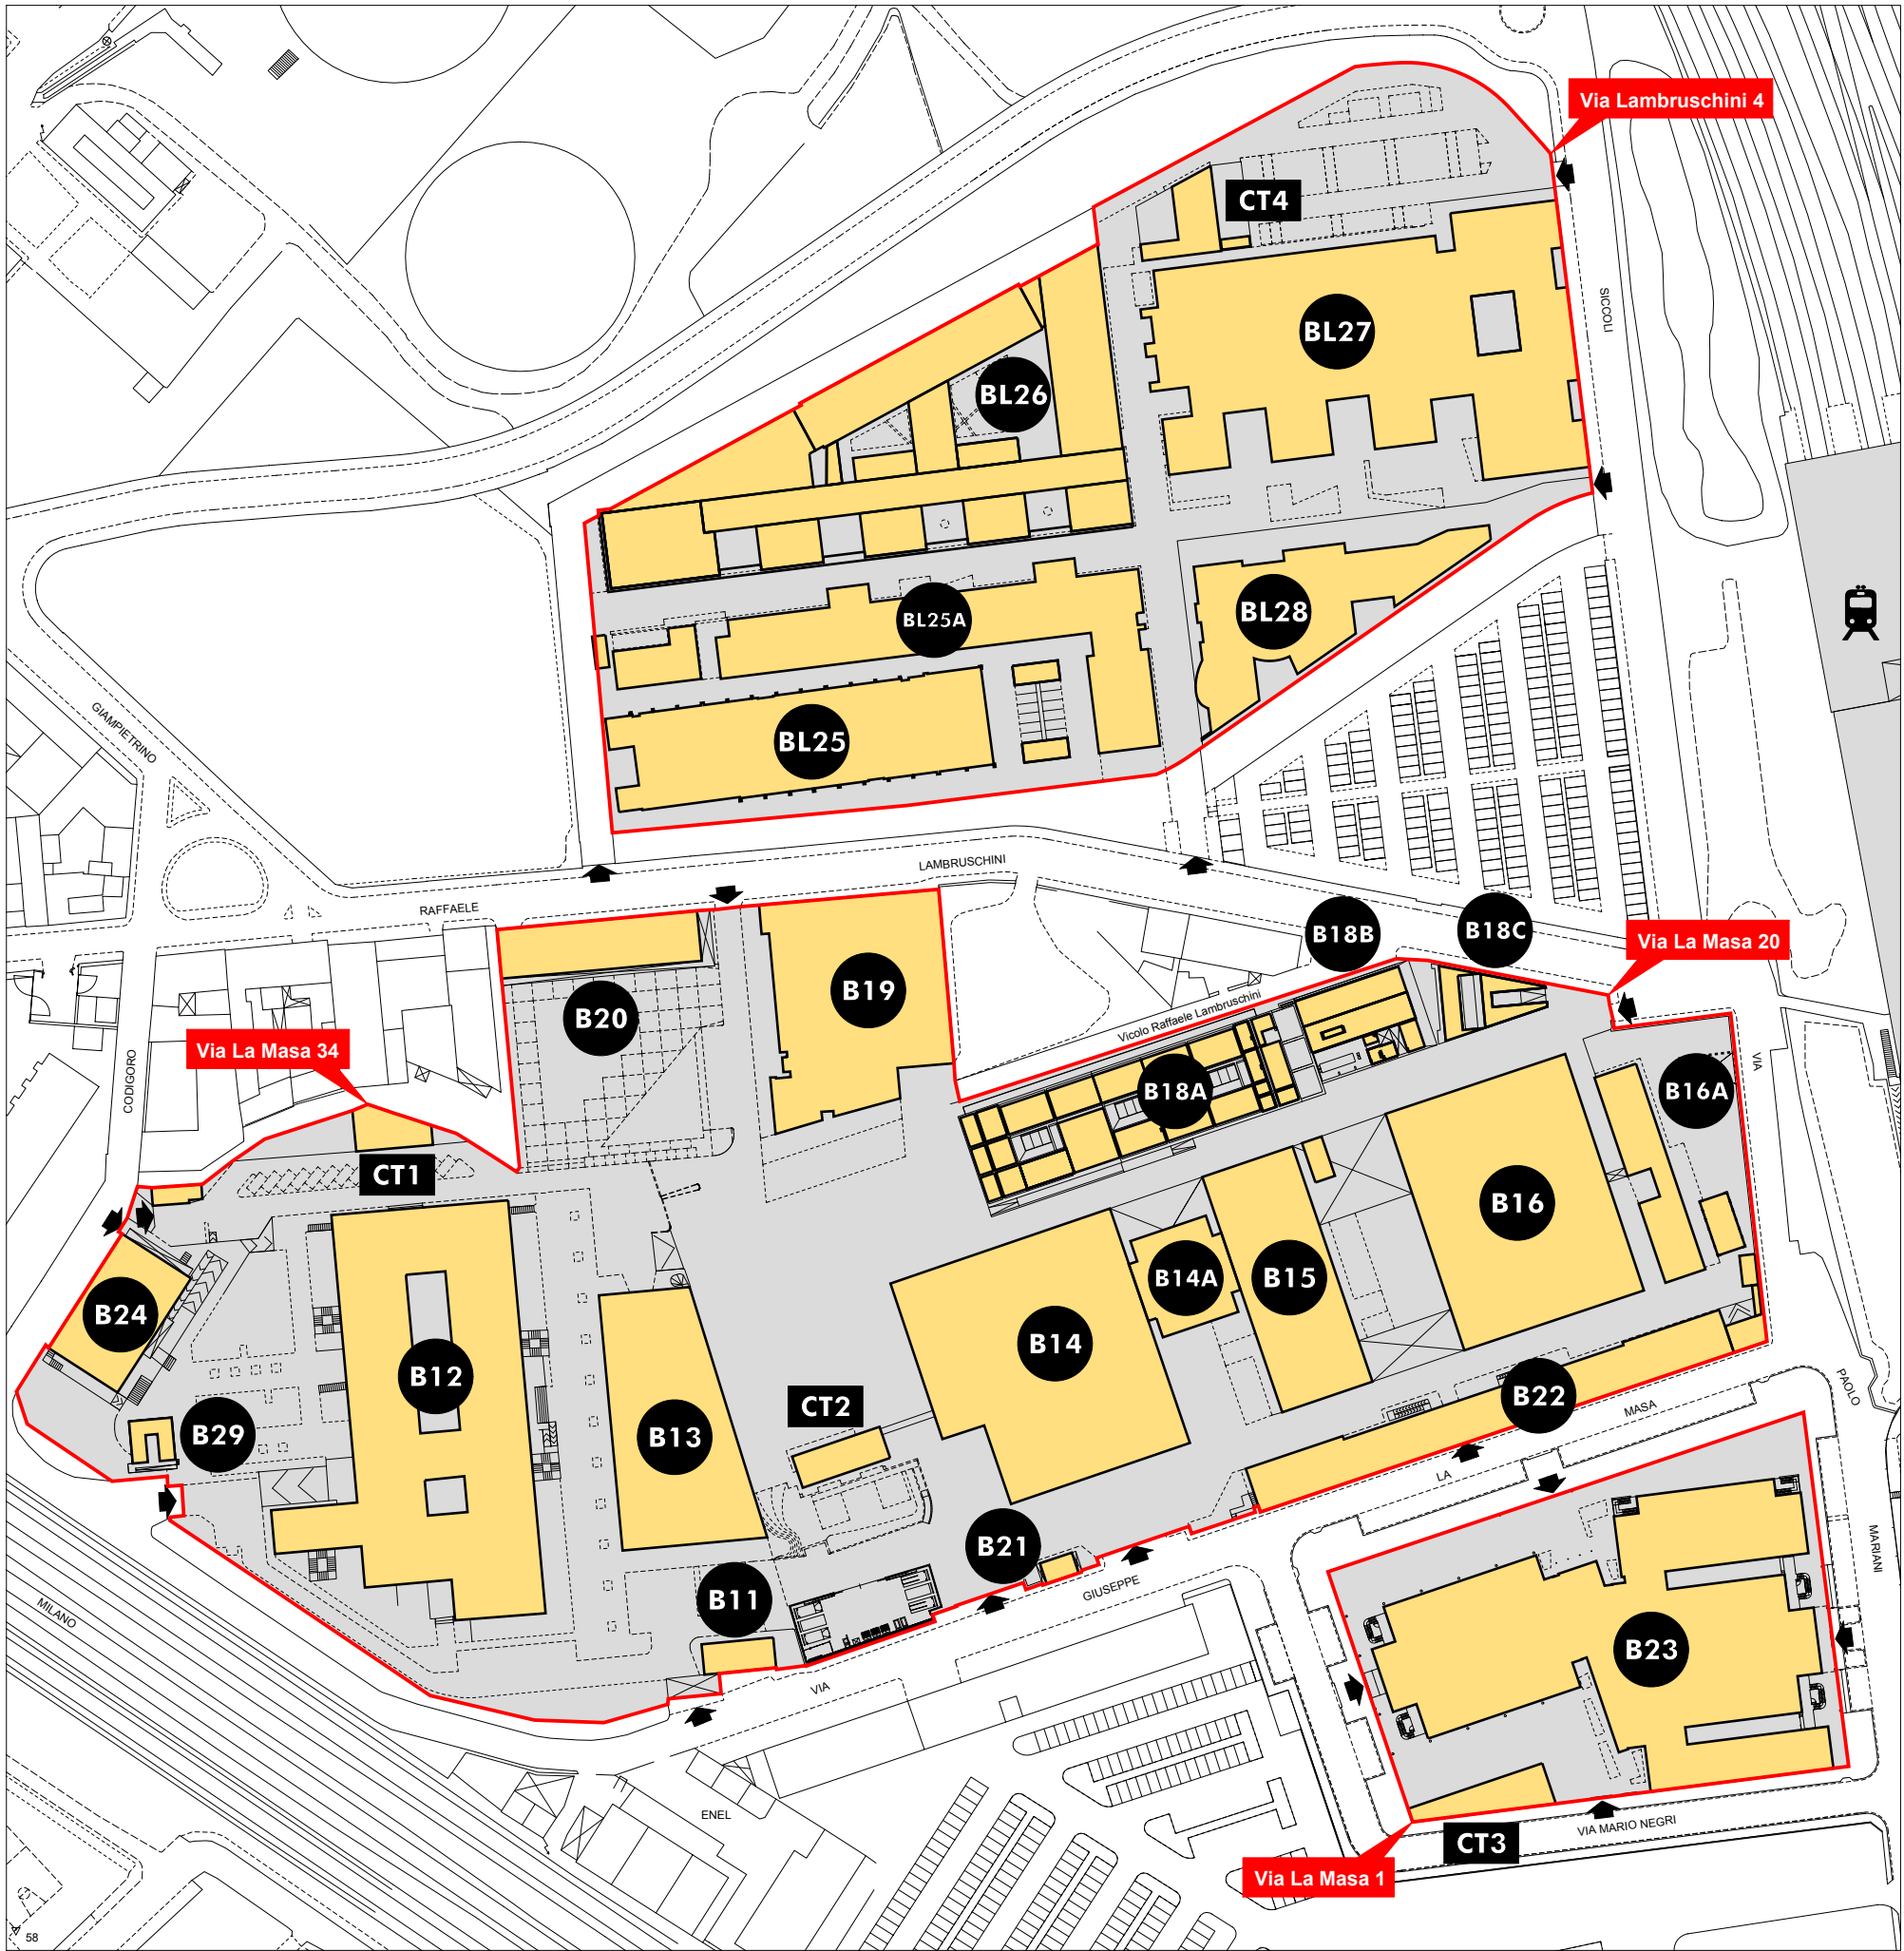 Via Lambruschini 4
CT4
SICCOLI
BL27
BL26
BL28
BL25A
GIAMPIETRINO
BL25
LAMBRUSCHINI
RAFFAELE
B18C
B18B
Via La Masa 20
B19
B20
Vicolo Raffaele Lambruschini
Via La Masa 34
VIA
CODIGORO
B18A
B16A
CT1
B16
B14A
B15
B24
B14
B12
PAOLO
B22
MASA
CT2
B29
B13
LA
B21
MARIANI
GIUSEPPE
B11
MILANO
B23
VIA
ENEL
VIA MARIO NEGRI
CT3
Via La Masa 1
58